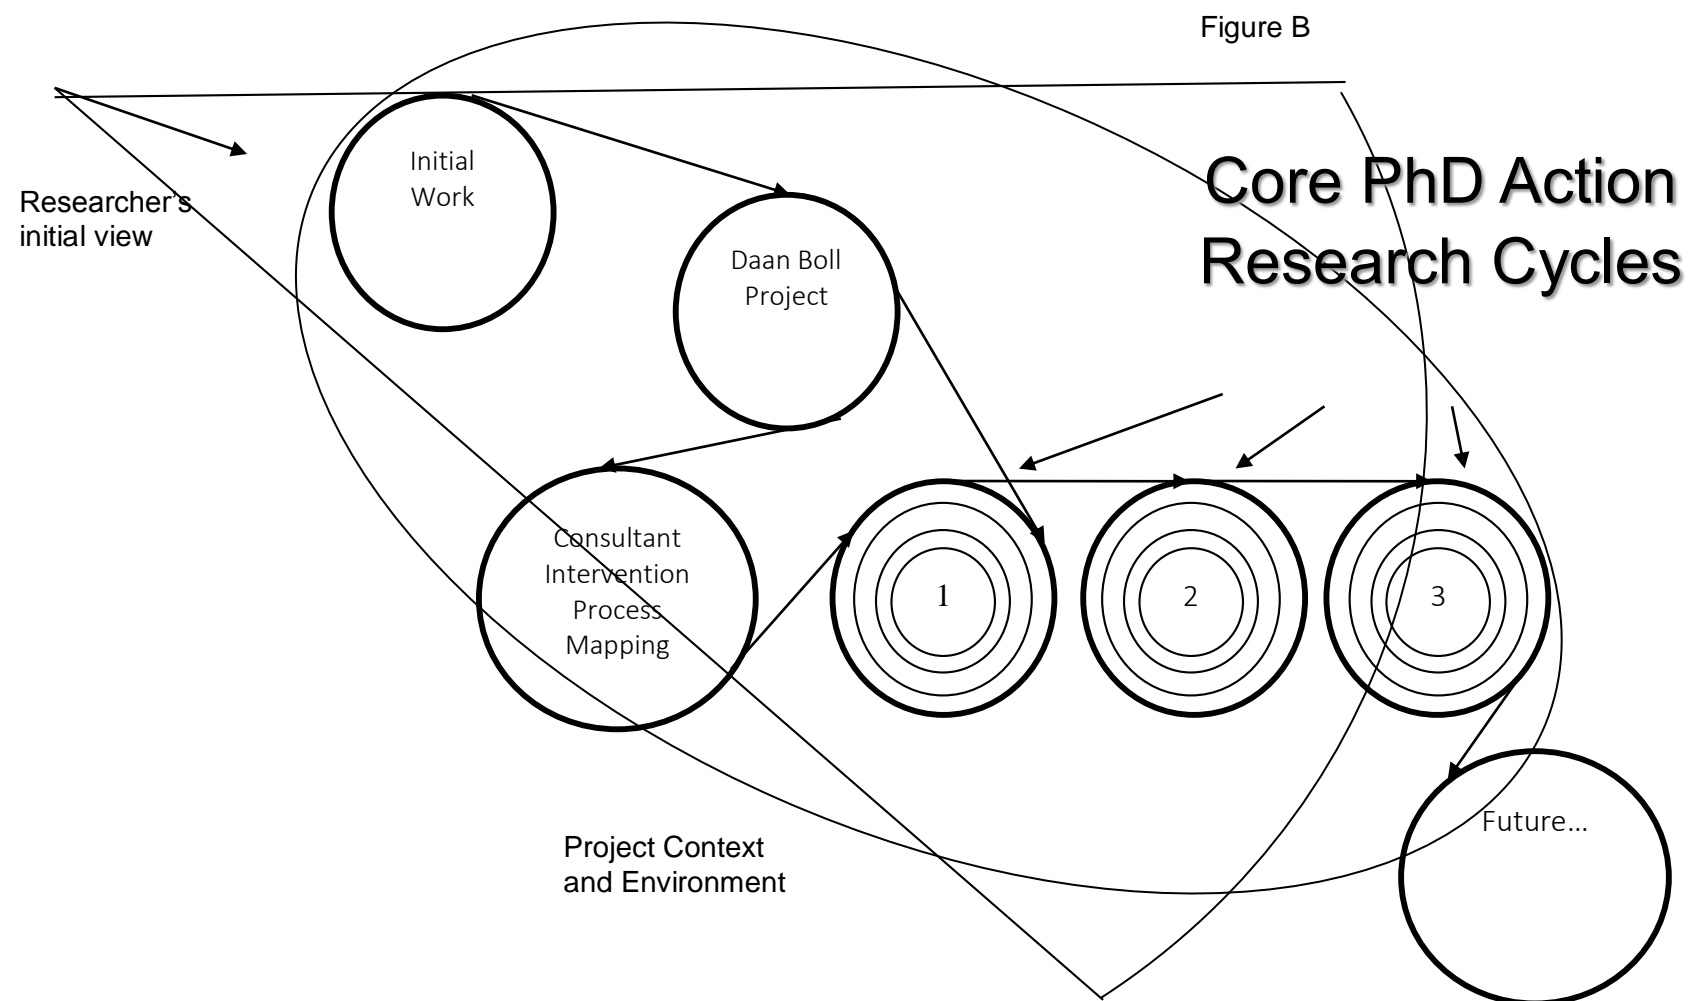 Figure B
Core PhD Action
Research Cycles
Researcher's
initial view
Initial
Work
Daan Boll
Project
Consultant
Intervention
Process
Mapping
1
2
3
Future...
Project Context
and Environment